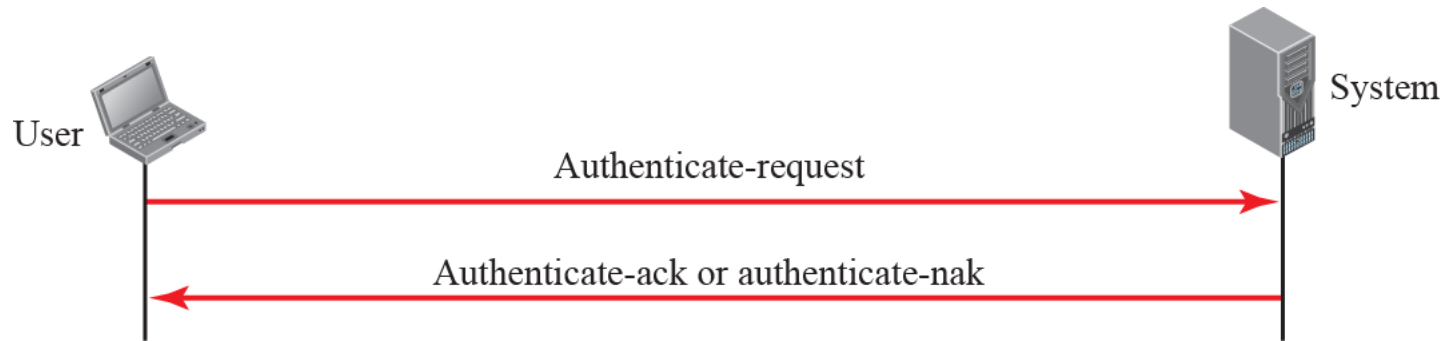 System
User
Authenticate-request
Authenticate-ack or authenticate-nak